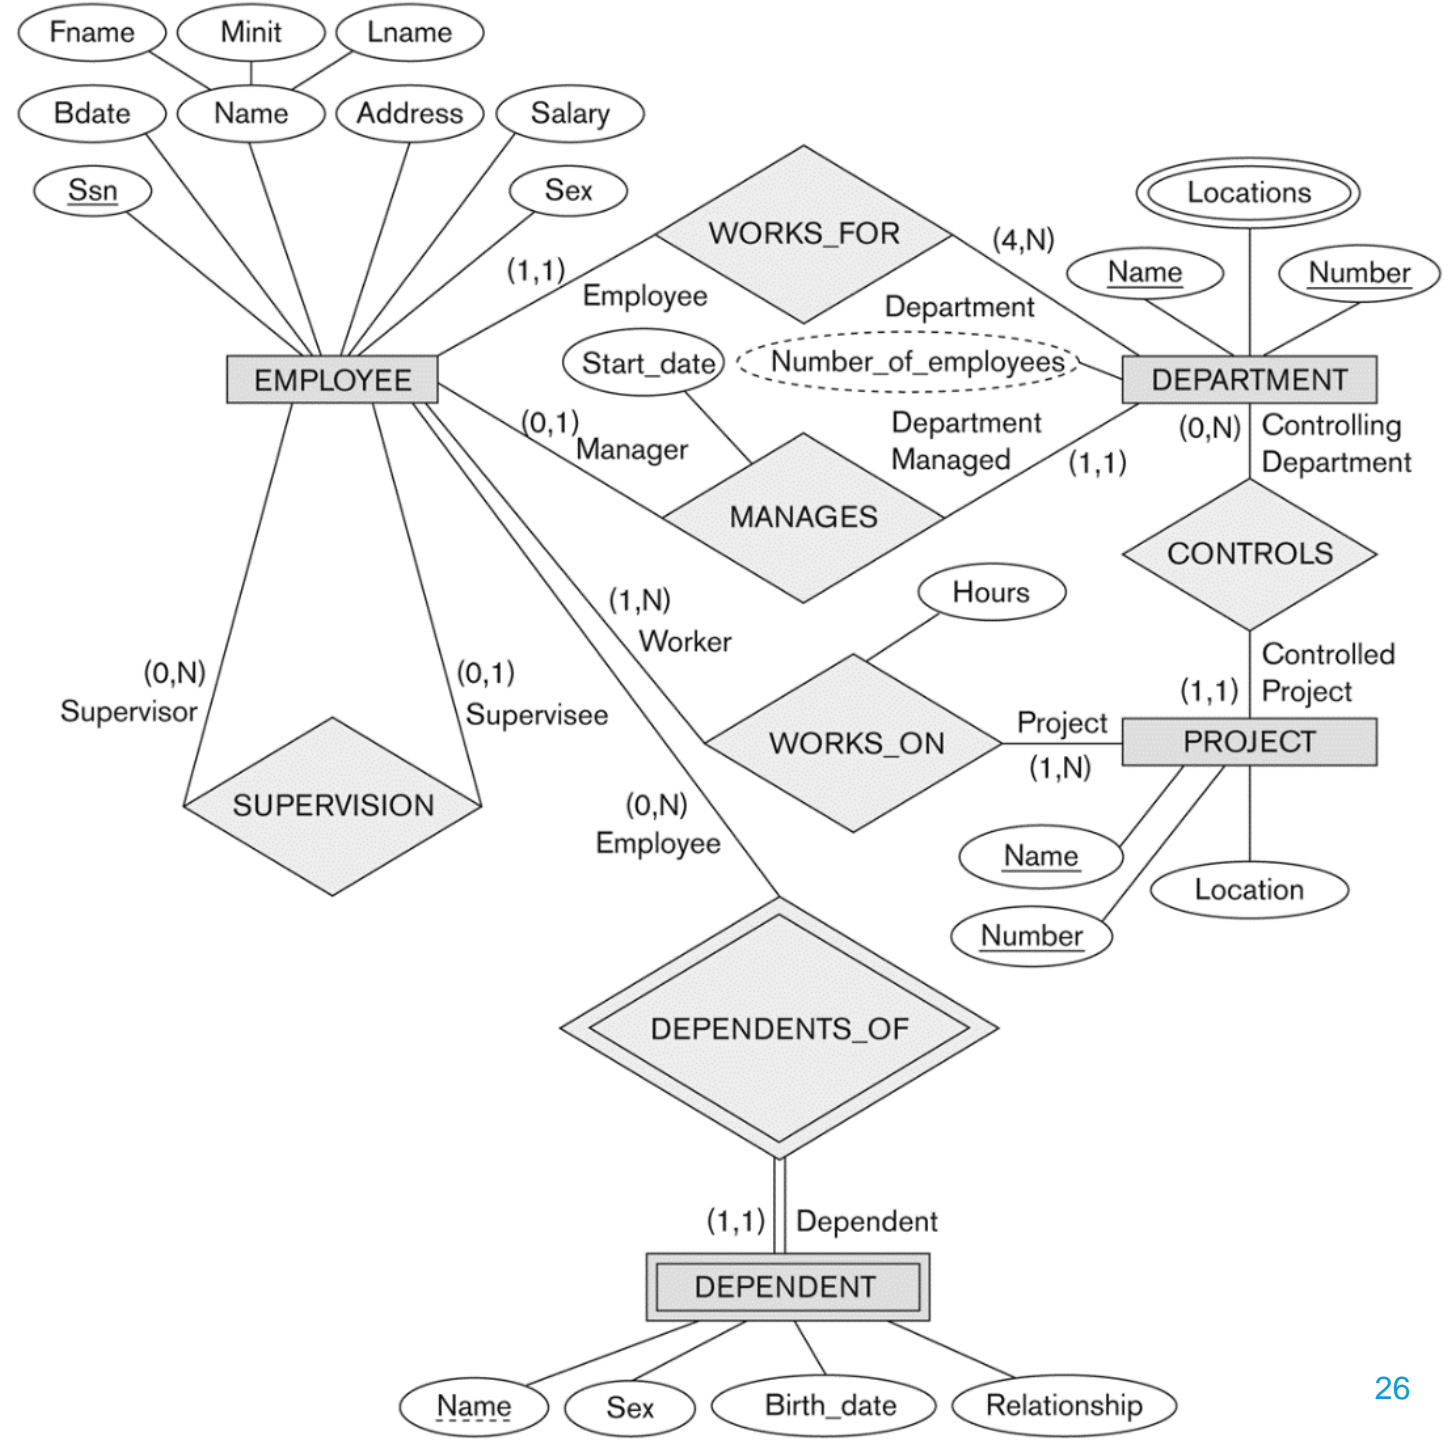 Fname
Minit
Lname
Bdate
Name
Address
Salary
Ssn
Sex
WORKS_FOR
(4,N)
Locations
(1,1)
Employee
Department
Name
Number
Start_date
Number_of_employees
EMPLOYEE
DEPARTMENT
(0,1)
Manager
Department
Managed
(1,1)
(0,N)
Controlling
Department
MANAGES
CONTROLS
Hours
(1,N)
Worker
Controlled
Project
(1,1)
(0,N)
Supervisor
(0,1)
Supervisee
Project
(1,N)
WORKS_ON
PROJECT
SUPERVISION
(0,N)
Employee
Name
Location
Number
DEPENDENTS_OF
(1,1)
Dependent
DEPENDENT
Name
Sex
Birth_date
Relationship
26